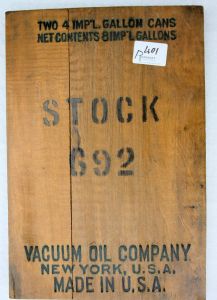 TWO 4 IMP'L. GALLON CANS
NET CONTENTS 8 IMP'L GALLONS
401
STOCK
692
VACUUM OIL COMPANY
NEW YORK, U.S.A.
MADE IN U.S.A.